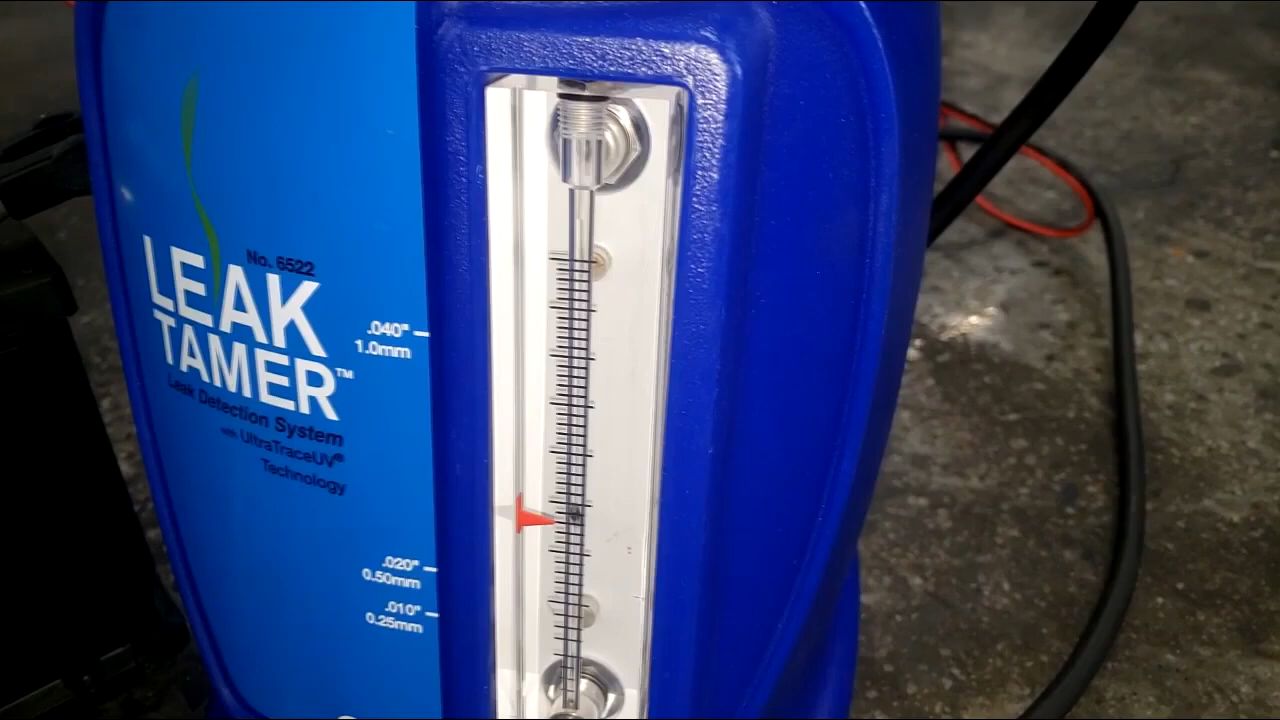 No. 6522
LEAK
TAMER™
Leak Detection System
with UltraTraceUV®
Technology
.040"
1.0mm
.020"
0.50mm
.010"
0.25mm